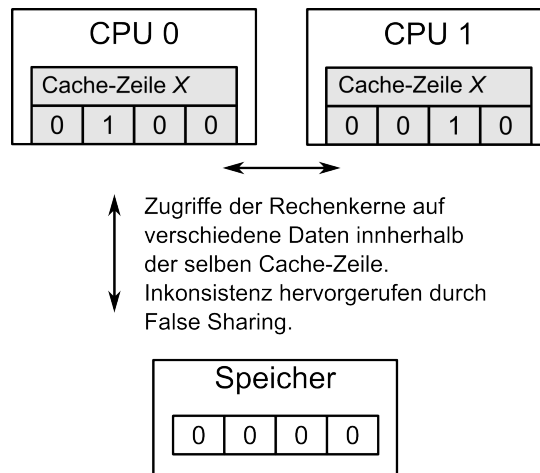 CPU 0
CPU 1
Cache-Zeile X
Cache-Zeile X
0 1 0 0
0 0 1 0
Zugriffe der Rechenkerne auf
verschiedene Daten innherhalb
der selben Cache-Zeile.
Inkonsistenz hervorgerufen durch
False Sharing.
Speicher
0 0 0 0